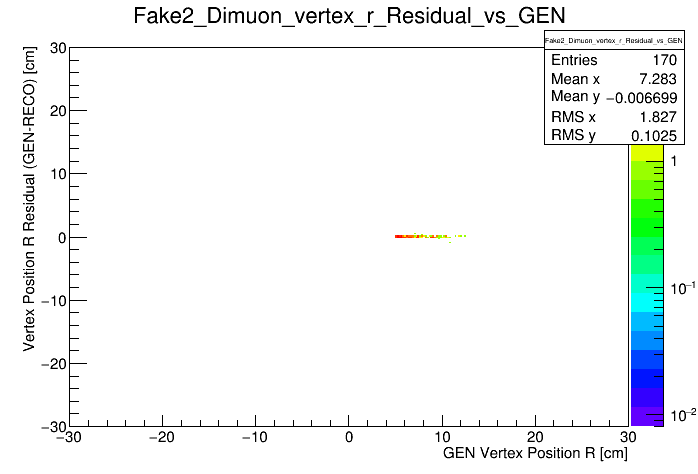 Fake2_Dimuon_vertex_r_Residual_vs_GEN
Fake2_Dimuon_vertex_r_Residual_vs_GEN
Entries 170
Mean x 7.283
Mean y −0.006699
RMS x 1.827
RMS y 0.1025
Vertex Position R Residual (GEN-RECO) [cm]
30
20
10
0
−10
−20
−30
−30 −20 −10 0 10 20 30
GEN Vertex Position R [cm]
1
10⁻¹
10⁻²